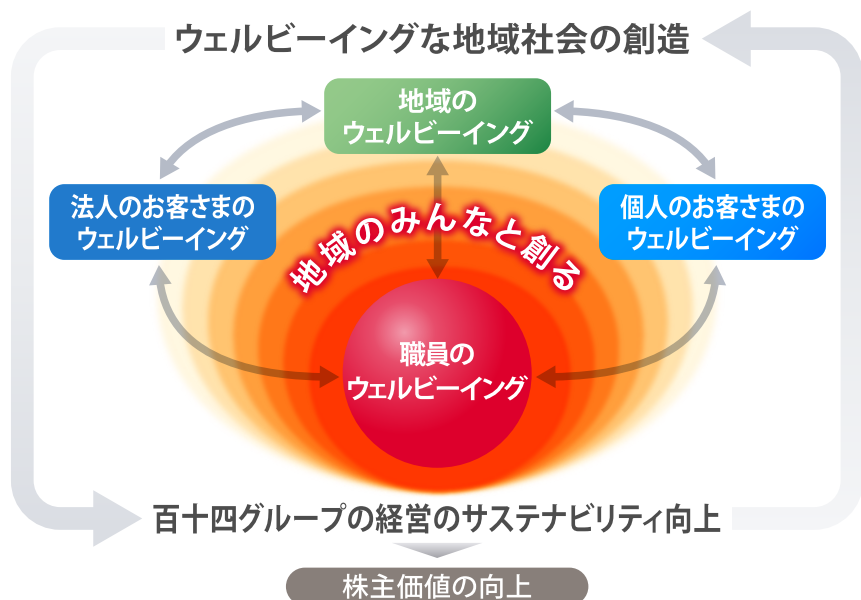 ウェルビーイングな地域社会の創造
地域の
ウェルビーイング
法人のお客さまの
ウェルビーイング
個人のお客さまの
ウェルビーイング
地域のみんなと創る
職員の
ウェルビーイング
百十四グループの経営のサステナビリティ向上
株主価値の向上